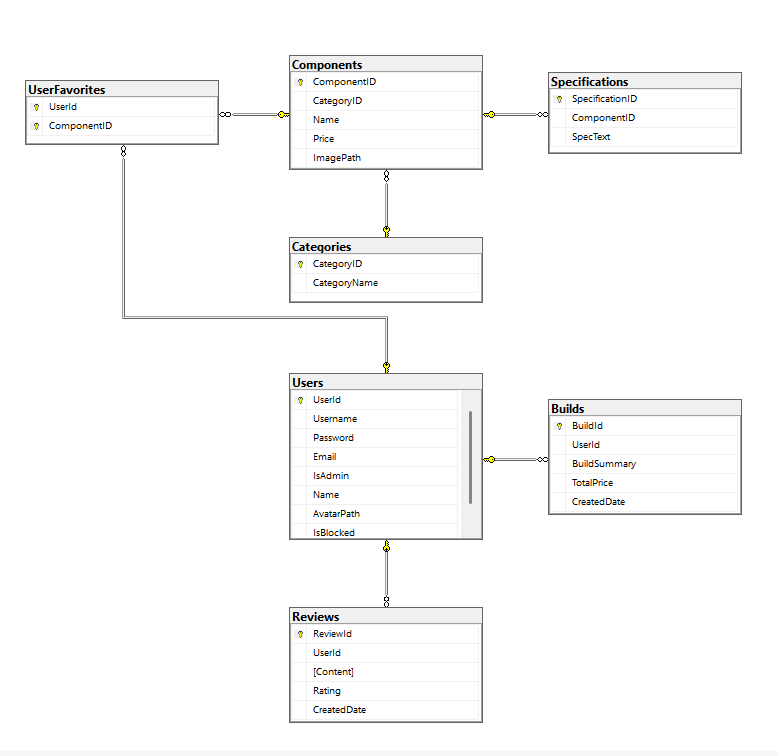 Components
ComponentID
CategoryID
Name
Price
ImagePath
UserFavorites
UserId
ComponentID
Specifications
SpecificationID
ComponentID
SpecText
Categories
CategoryID
CategoryName
Users
UserId
Username
Password
Email
IsAdmin
Name
AvatarPath
IsBlocked
Builds
BuildId
UserId
BuildSummary
TotalPrice
CreatedDate
Reviews
ReviewId
UserId
[Content]
Rating
CreatedDate